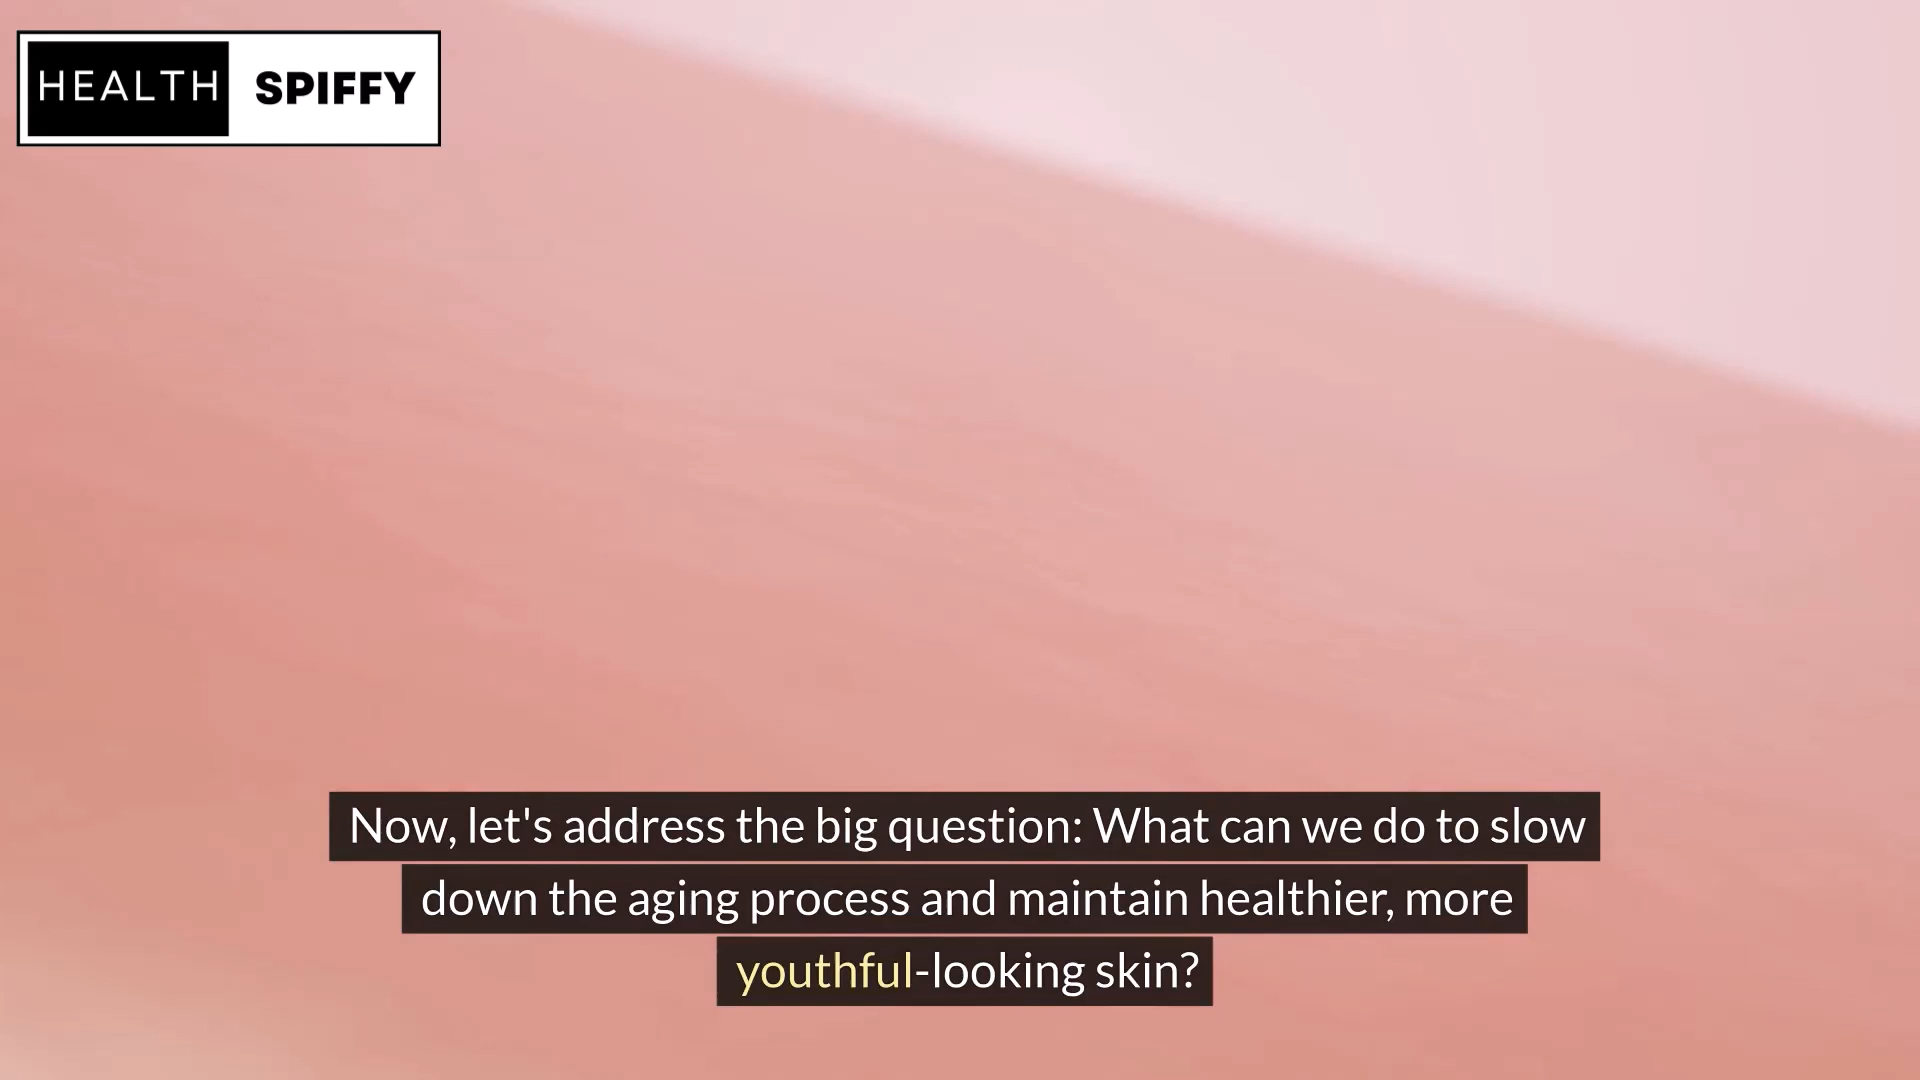 HEALTH SPIFFY
Now, let's address the big question: What can we do to slow
down the aging process and maintain healthier, more
youthful-looking skin?